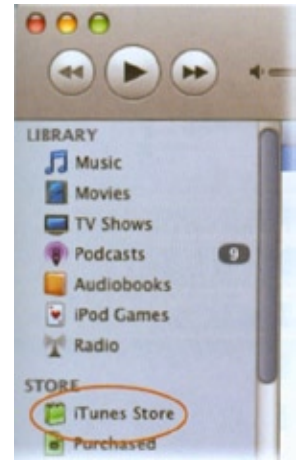 LIBRARY
Music
Movies
TV Shows
Podcasts 9
Audiobooks
iPod Games
Radio
STORE
iTunes Store
Purchased